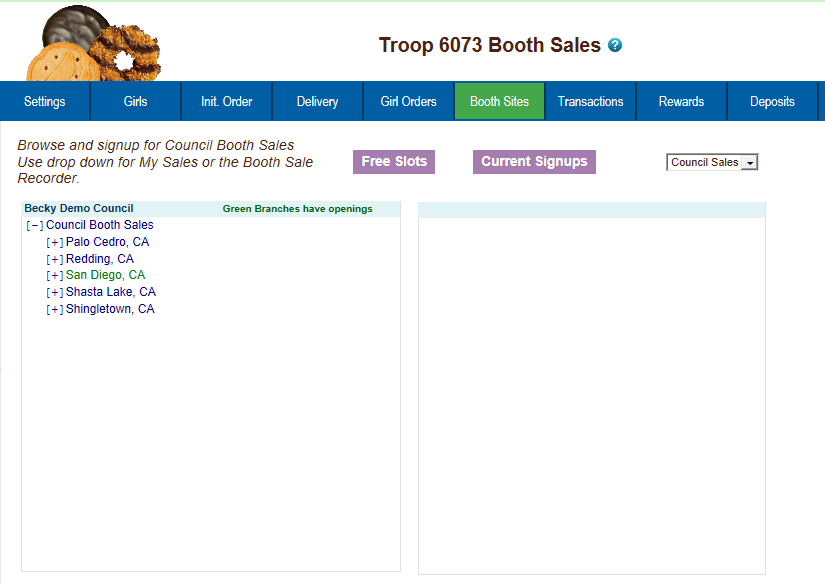 Troop 6073 Booth Sales ?
Settings Girls Init. Order Delivery Girl Orders Booth Sites Transactions Rewards Deposits
Browse and signup for Council Booth Sales
Use drop down for My Sales or the Booth Sale
Recorder.
Free Slots Current Signups Council Sales
Becky Demo Council Green Branches have openings
[−] Council Booth Sales
[+] Palo Cedro, CA
[+] Redding, CA
[+] San Diego, CA
[+] Shasta Lake, CA
[+] Shingletown, CA